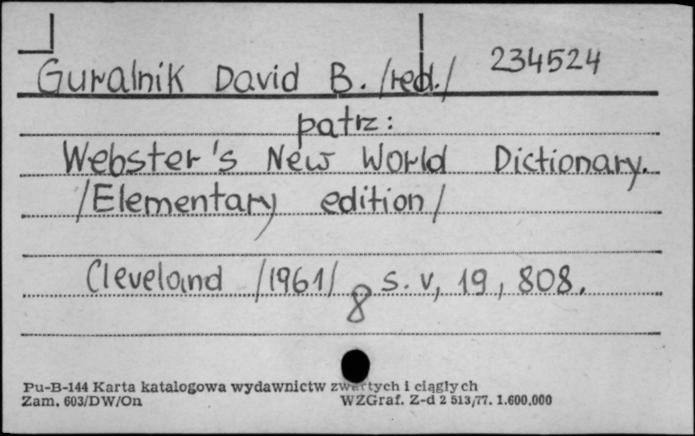 Guralnik David B. /red./ 234524
patrz:
Webster's New World Dictionary.
/Elementary edition/
Cleveland /1961/ 8 s. v, 19, 808.
Pu-B-144 Karta katalogowa wydawnictw zwartych i ciągłych
Zam. 603/DW/On WZGraf. Z-d 2 513/77. 1.600.000